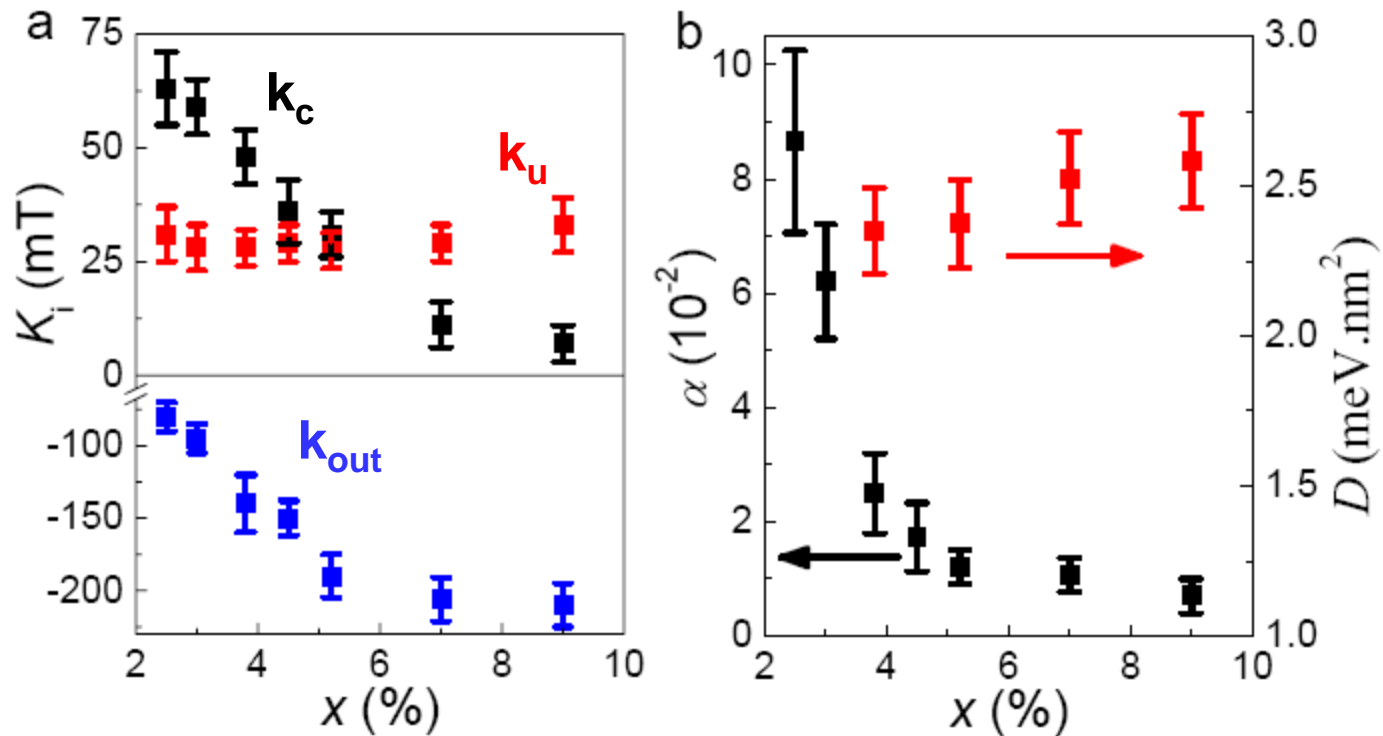 a
75
50
25
0
-100
-150
-200
K_i (mT)
k_c
k_u
k_out
2 4 6 8 10
x (%)
b
10
8
6
4
2
0
α (10^-2)
3.0
2.5
2.0
1.5
1.0
D (meV.nm^2)
2 4 6 8 10
x (%)